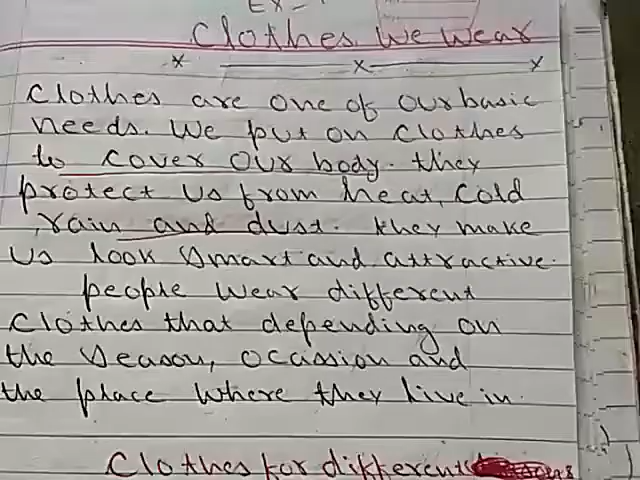 Ex -
Clothes We Wear
Clothes are one of our basic
needs. We put on clothes
to cover our body. they
protect us from heat, cold
,rain and dust. they make
us look smart and attractive.
people wear different
clothes that depending on
the season, ocassion and
the place where they live in.
Clothes for different